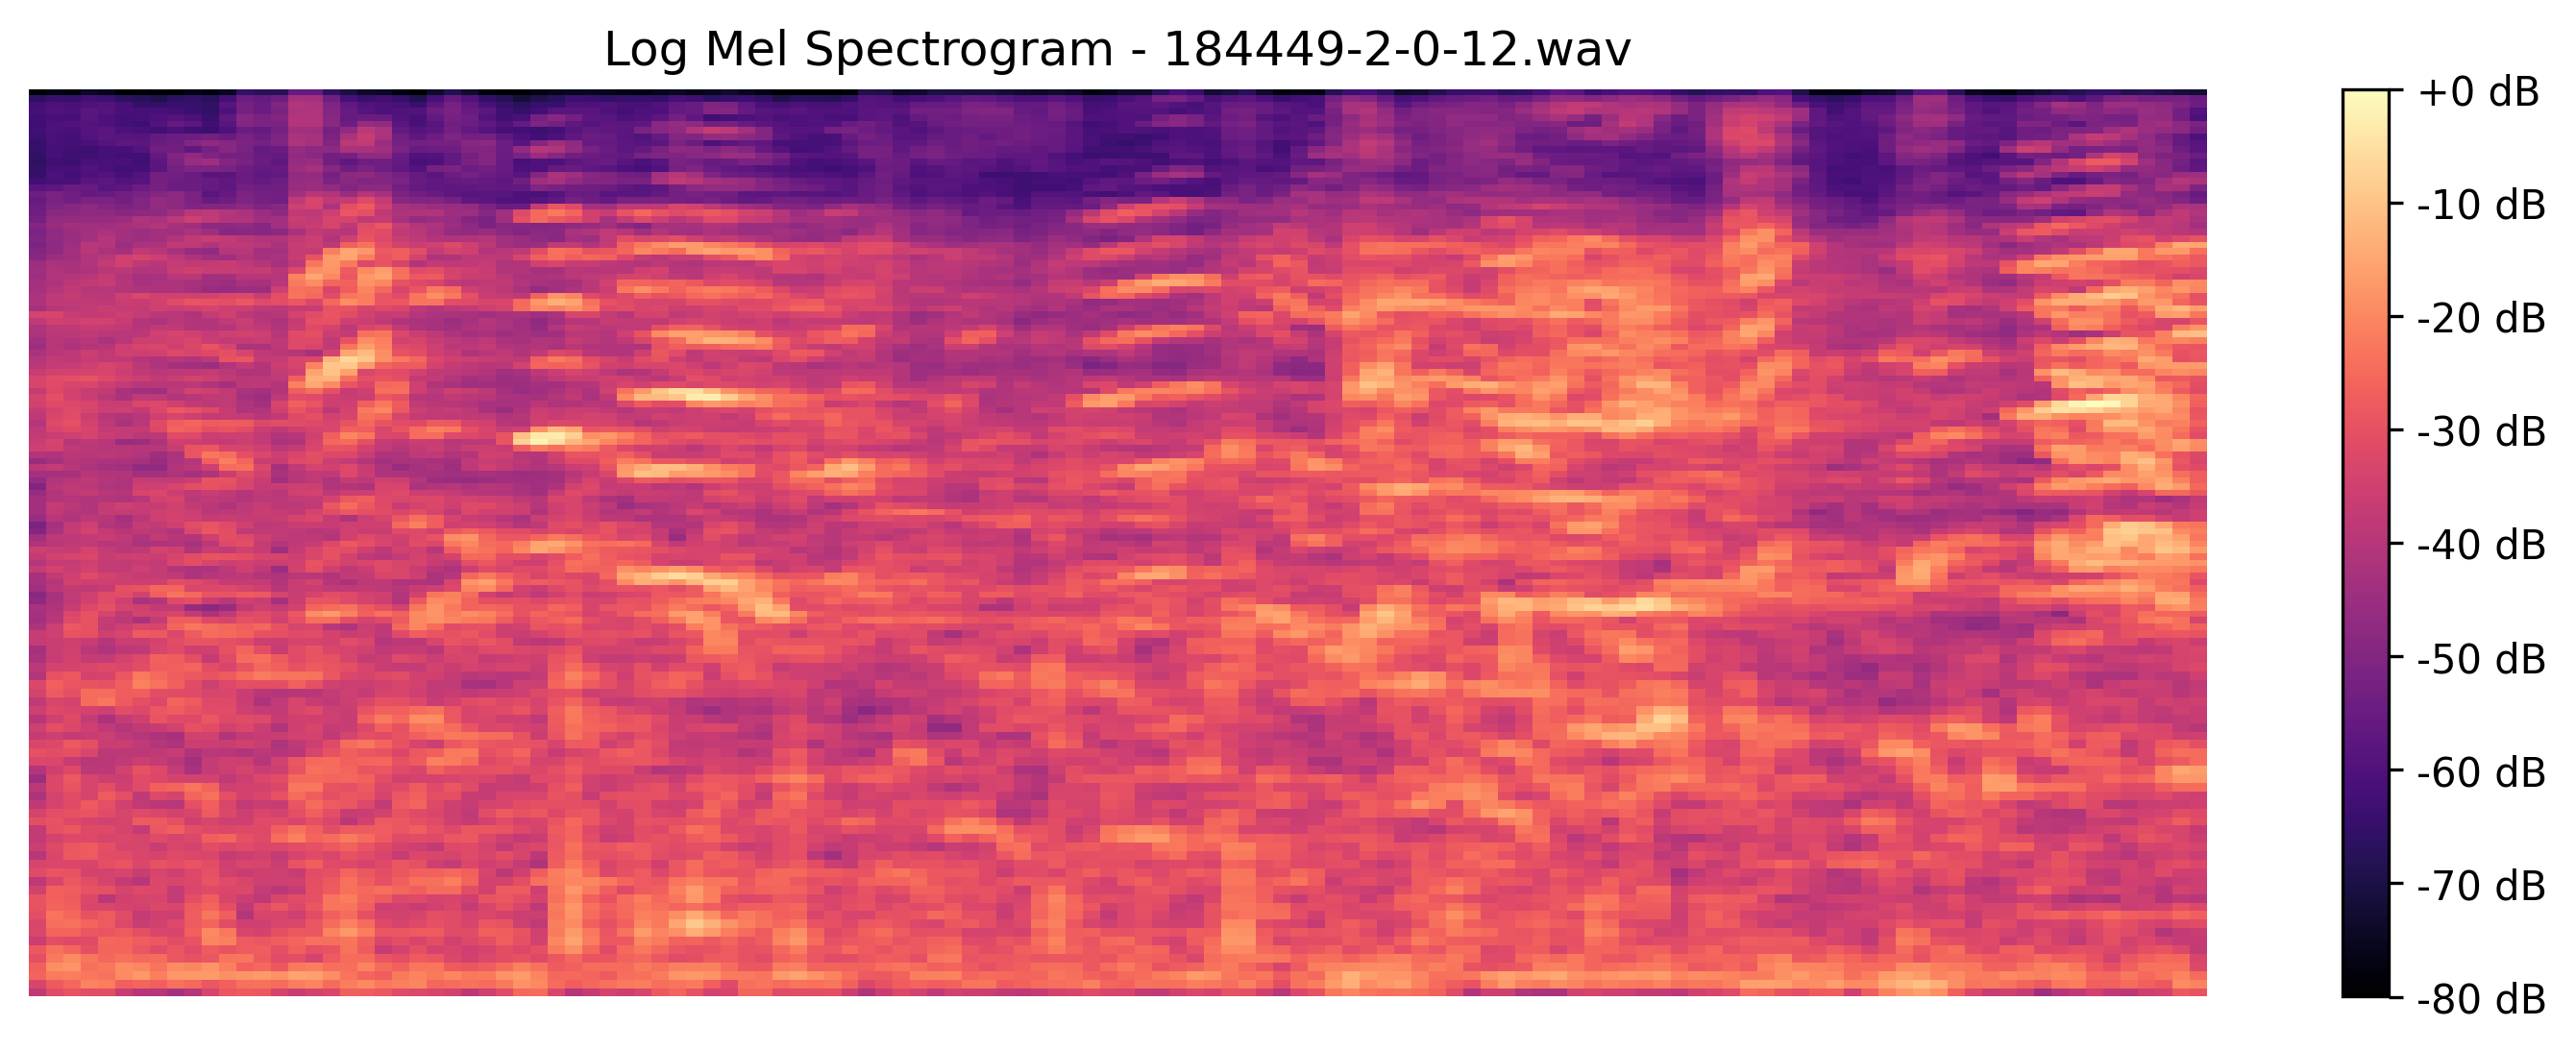 Log Mel Spectrogram - 184449-2-0-12.wav
+0 dB
-10 dB
-20 dB
-30 dB
-40 dB
-50 dB
-60 dB
-70 dB
-80 dB